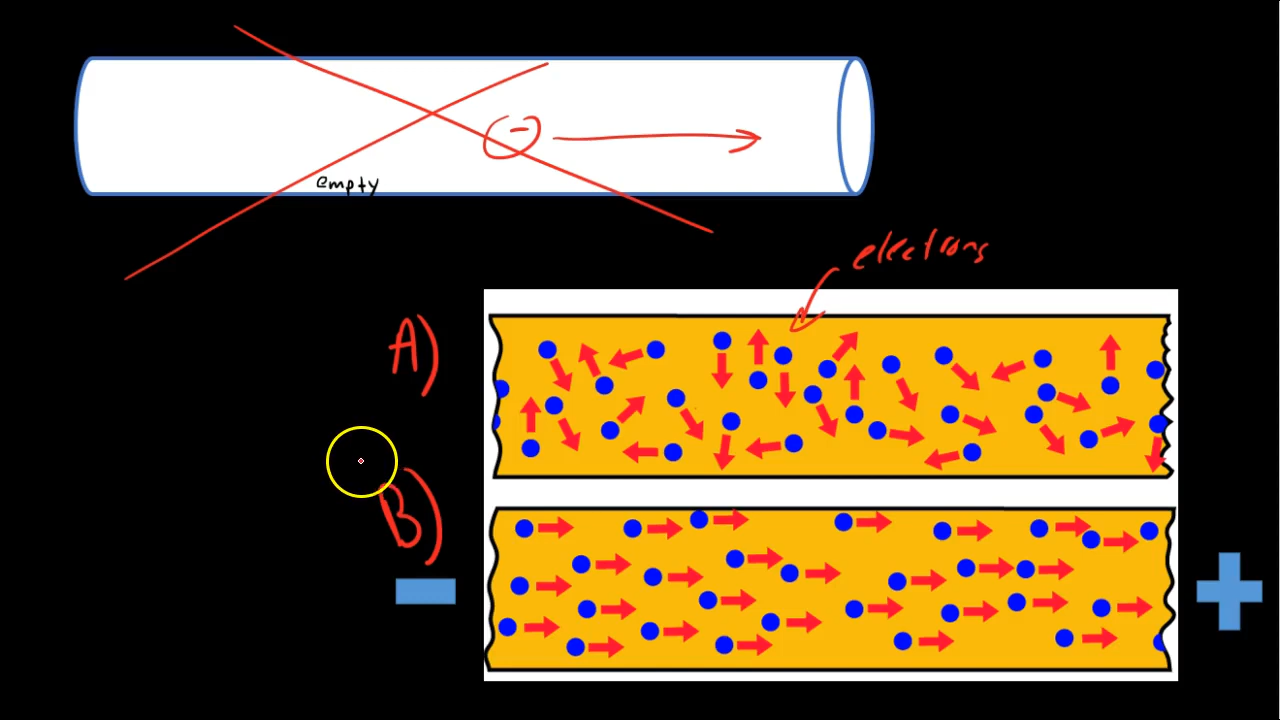 -
empty
electrons
A)
B)
- +